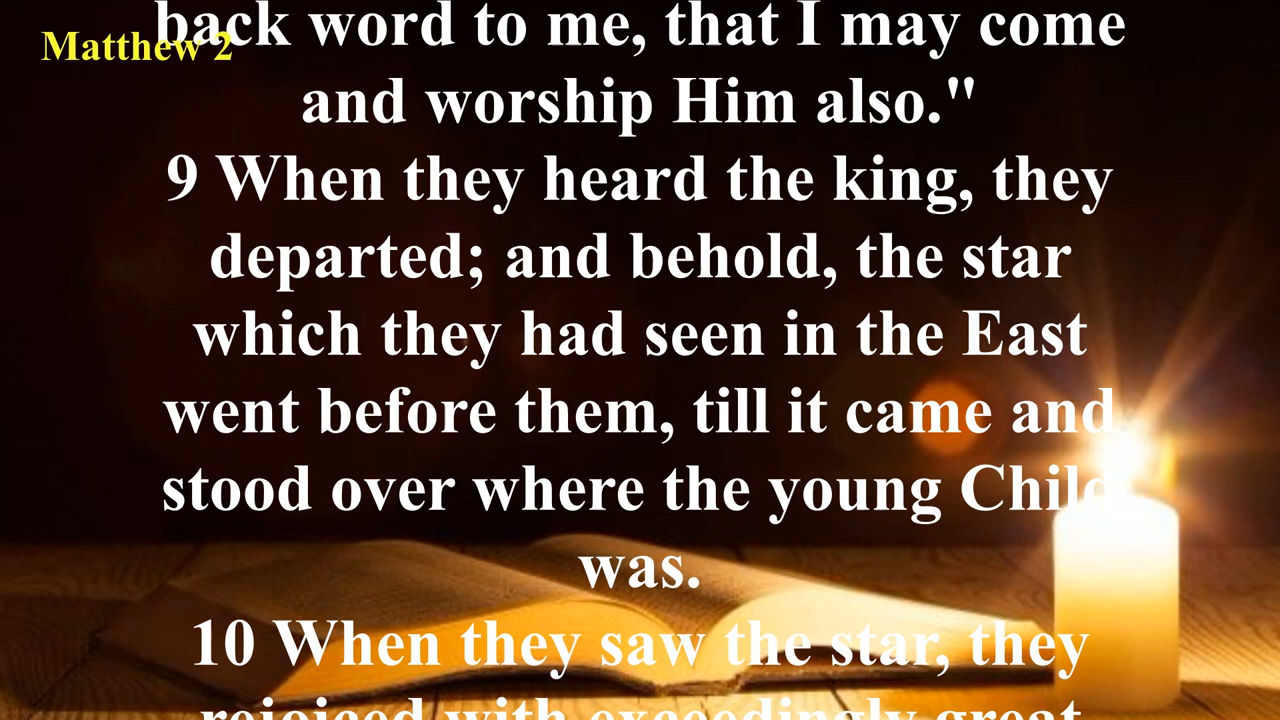 Matthew 2
back word to me, that I may come
and worship Him also."
9 When they heard the king, they
departed; and behold, the star
which they had seen in the East
went before them, till it came and
stood over where the young Child
was.
10 When they saw the star, they
rejoiced with exceedingly great